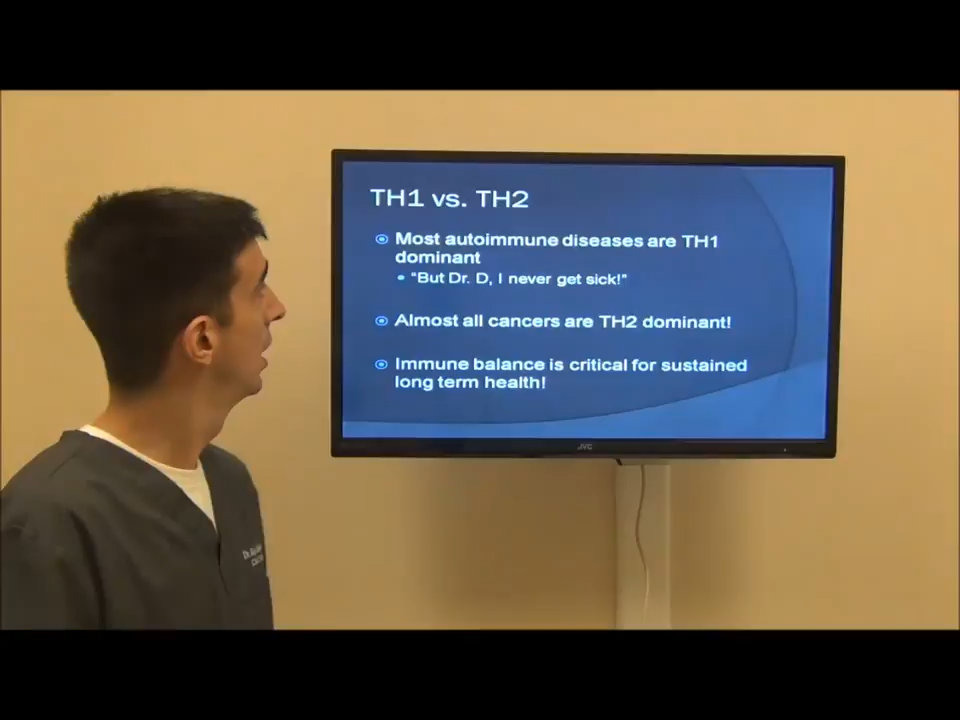 TH1 vs. TH2
Most autoimmune diseases are TH1
dominant
“But Dr. D, I never get sick!”
Almost all cancers are TH2 dominant!
Immune balance is critical for sustained
long term health!
JVC
Dr.